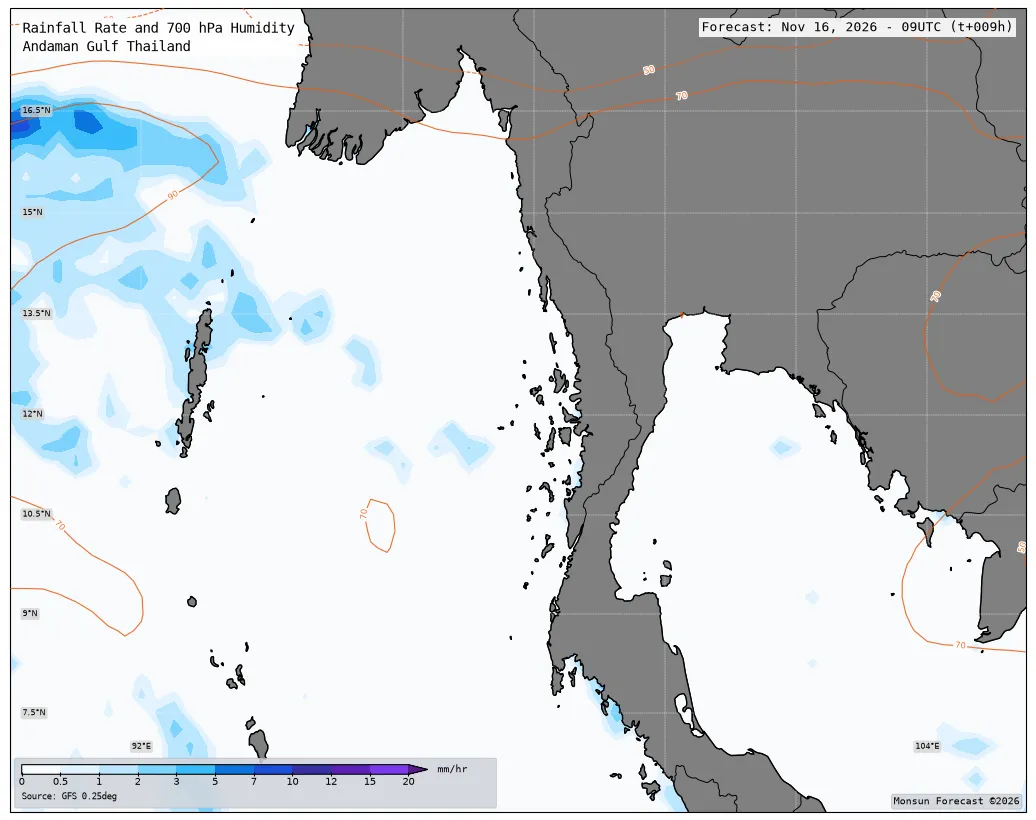 Rainfall Rate and 700 hPa Humidity
Andaman Gulf Thailand
Forecast: Nov 16, 2026 - 09UTC (t+009h)
50
70
16.5°N
90
15°N
70
13.5°N
12°N
70
10.5°N
70
50
9°N
70
7.5°N
92°E
104°E
mm/hr
0 0.5 1 2 3 5 7 10 12 15 20
Source: GFS 0.25deg
Monsun Forecast ©2026